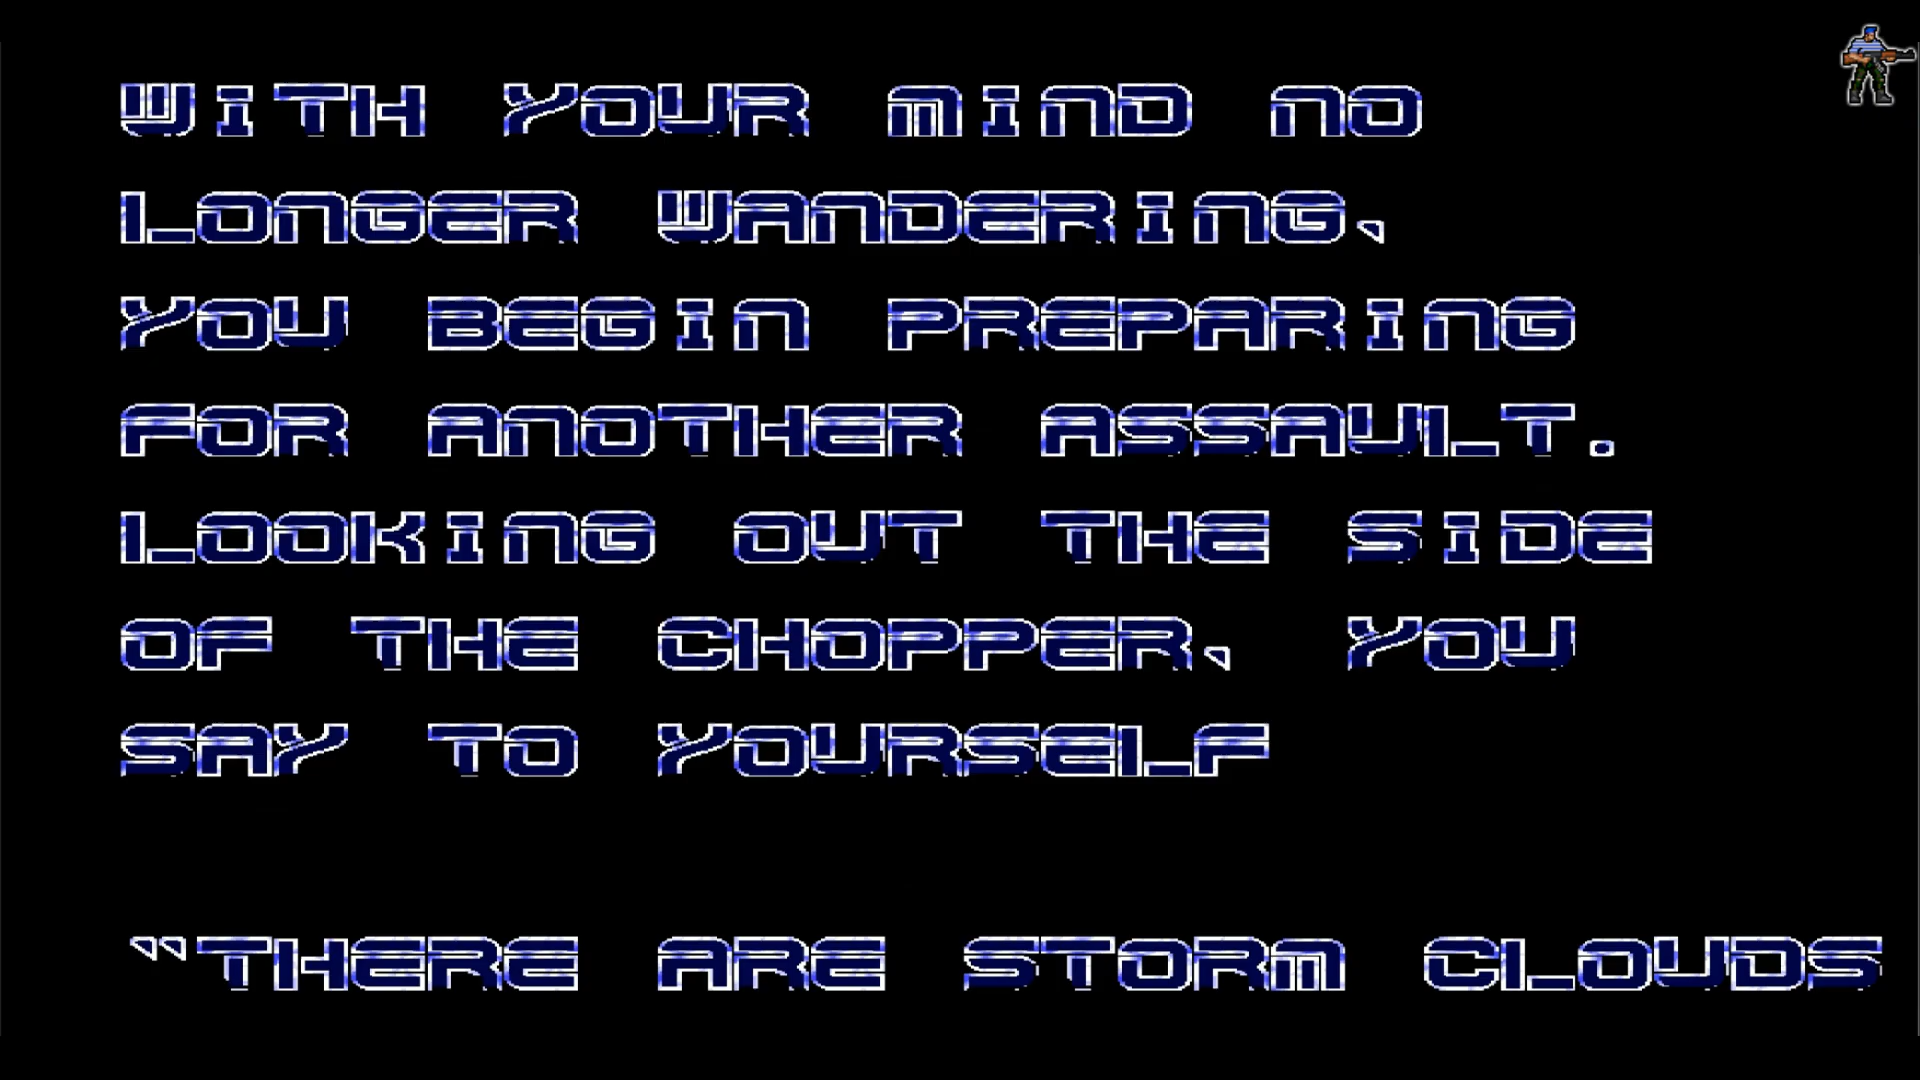 WITH YOUR MIND NO
LONGER WANDERING,
YOU BEGIN PREPARING
FOR ANOTHER ASSAULT.
LOOKING OUT THE SIDE
OF THE CHOPPER, YOU
SAY TO YOURSELF
"THERE ARE STORM CLOUDS